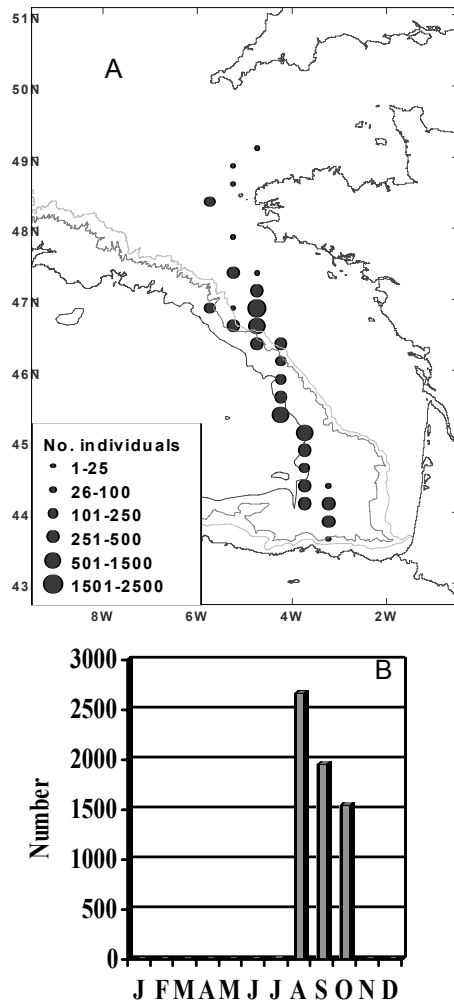 51N
A
50N
49N
48N
47N
46N
45N
44N
43
No. individuals
1-25
26-100
101-250
251-500
501-1500
1501-2500
8W 6W 4W 2W
B
3000
2500
2000
1500
1000
500
0
Number
J F M A M J J A S O N D